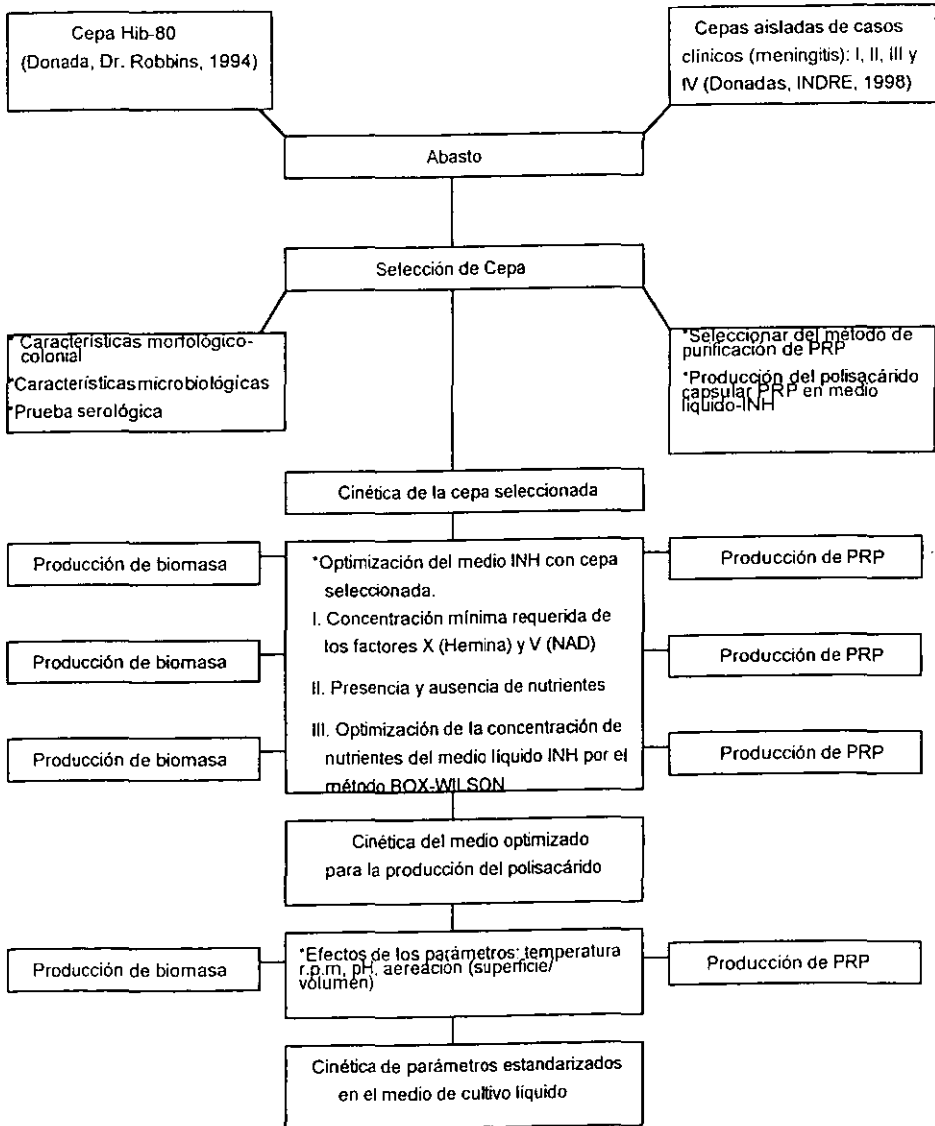 Cepa Hib-80
(Donada, Dr. Robbins, 1994)
Cepas aisladas de casos
clínicos (meningitis): I, II, III y
IV (Donadas, INDRE, 1998)
Abasto
Selección de Cepa
* Características morfológico-
colonial
*Características microbiológicas
*Prueba serológica
*Seleccionar del método de
purificación de PRP
*Producción del polisacárido
capsular PRP en medio
líquido-INH
Cinética de la cepa seleccionada
Producción de biomasa
*Optimización del medio INH con cepa
seleccionada.
I. Concentración mínima requerida de
los factores X (Hemina) y V (NAD)
II. Presencia y ausencia de nutrientes
III. Optimización de la concentración de
nutrientes del medio líquido INH por el
método BOX-WILSON
Producción de PRP
Producción de biomasa
Producción de PRP
Producción de biomasa
Producción de PRP
Cinética del medio optimizado
para la producción del polisacárido
Producción de biomasa
*Efectos de los parámetros: temperatura
r.p.m, pH, aereación (superficie/
volumen)
Producción de PRP
Cinética de parámetros estandarizados
en el medio de cultivo líquido